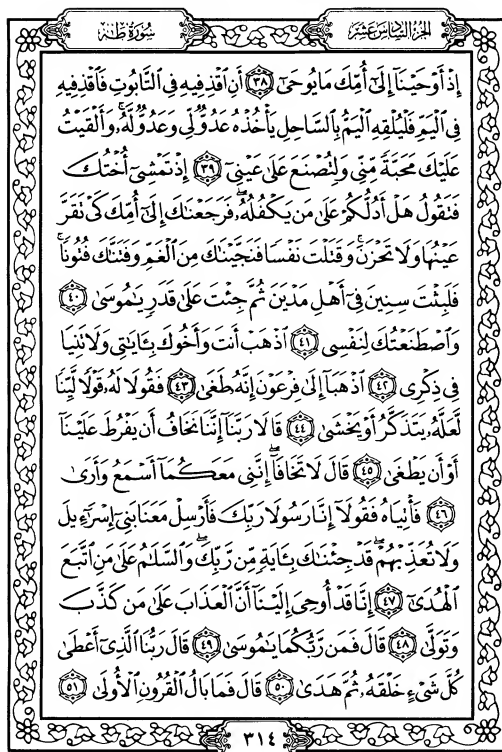 الجزء السادس عشر
سورة طه
إِذْ أَوْحَيْنَآ إِلَىٰٓ أُمِّكَ مَا يُوحَىٰٓ ﴿٣٨﴾ أَنِ ٱقْذِفِيهِ فِى ٱلتَّابُوتِ فَٱقْذِفِيهِ
فِى ٱلْيَمِّ فَلْيُلْقِهِ ٱلْيَمُّ بِٱلسَّاحِلِ يَأْخُذْهُ عَدُوٌّ لِّى وَعَدُوٌّ لَّهُۥ ۚ وَأَلْقَيْتُ
عَلَيْكَ مَحَبَّةً مِّنِّى وَلِتُصْنَعَ عَلَىٰ عَيْنِىٓ ﴿٣٩﴾ إِذْ تَمْشِىٓ أُخْتُكَ
فَتَقُولُ هَلْ أَدُلُّكُمْ عَلَىٰ مَن يَكْفُلُهُۥ ۖ فَرَجَعْنَٰكَ إِلَىٰٓ أُمِّكَ كَىْ تَقَرَّ
عَيْنُهَا وَلَا تَحْزَنَ ۚ وَقَتَلْتَ نَفْسًا فَنَجَّيْنَٰكَ مِنَ ٱلْغَمِّ وَفَتَنَّٰكَ فُتُونًا ۚ
فَلَبِثْتَ سِنِينَ فِىٓ أَهْلِ مَدْيَنَ ثُمَّ جِئْتَ عَلَىٰ قَدَرٍ يَٰمُوسَىٰ ﴿٤٠﴾
وَٱصْطَنَعْتُكَ لِنَفْسِى ﴿٤١﴾ ٱذْهَبْ أَنتَ وَأَخُوكَ بِـَٔايَٰتِى وَلَا تَنِيَا
فِى ذِكْرِى ﴿٤٢﴾ ٱذْهَبَآ إِلَىٰ فِرْعَوْنَ إِنَّهُۥ طَغَىٰ ﴿٤٣﴾ فَقُولَا لَهُۥ قَوْلًا لَّيِّنًا
لَّعَلَّهُۥ يَتَذَكَّرُ أَوْ يَخْشَىٰ ﴿٤٤﴾ قَالَا رَبَّنَآ إِنَّنَا نَخَافُ أَن يَفْرُطَ عَلَيْنَآ
أَوْ أَن يَطْغَىٰ ﴿٤٥﴾ قَالَ لَا تَخَافَآ ۖ إِنَّنِى مَعَكُمَآ أَسْمَعُ وَأَرَىٰ
﴿٤٦﴾ فَأْتِيَاهُ فَقُولَآ إِنَّا رَسُولَا رَبِّكَ فَأَرْسِلْ مَعَنَا بَنِىٓ إِسْرَٰٓءِيلَ
وَلَا تُعَذِّبْهُمْ ۖ قَدْ جِئْنَٰكَ بِـَٔايَةٍ مِّن رَّبِّكَ ۖ وَٱلسَّلَٰمُ عَلَىٰ مَنِ ٱتَّبَعَ
ٱلْهُدَىٰٓ ﴿٤٧﴾ إِنَّا قَدْ أُوحِىَ إِلَيْنَآ أَنَّ ٱلْعَذَابَ عَلَىٰ مَن كَذَّبَ
وَتَوَلَّىٰ ﴿٤٨﴾ قَالَ فَمَن رَّبُّكُمَا يَٰمُوسَىٰ ﴿٤٩﴾ قَالَ رَبُّنَا ٱلَّذِىٓ أَعْطَىٰ
كُلَّ شَىْءٍ خَلْقَهُۥ ثُمَّ هَدَىٰ ﴿٥٠﴾ قَالَ فَمَا بَالُ ٱلْقُرُونِ ٱلْأُولَىٰ ﴿٥١﴾
٣١٤